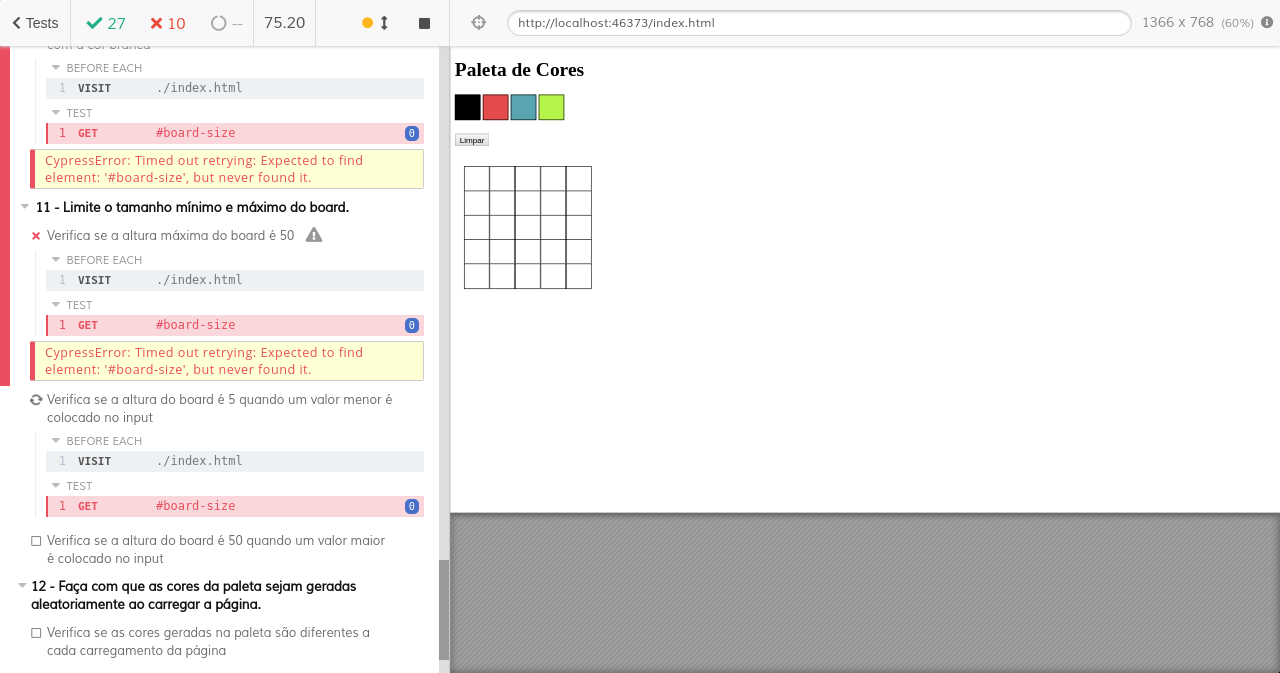 Tests 27 10 -- 75.20
http://localhost:46373/index.html 1366 x 768 (60%)
com a cor branca
BEFORE EACH
1 VISIT ./index.html
TEST
1 GET #board-size 0
CypressError: Timed out retrying: Expected to find
element: '#board-size', but never found it.
11 - Limite o tamanho mínimo e máximo do board.
Verifica se a altura máxima do board é 50
BEFORE EACH
1 VISIT ./index.html
TEST
1 GET #board-size 0
CypressError: Timed out retrying: Expected to find
element: '#board-size', but never found it.
Verifica se a altura do board é 5 quando um valor menor é
colocado no input
BEFORE EACH
1 VISIT ./index.html
TEST
1 GET #board-size 0
Verifica se a altura do board é 50 quando um valor maior
é colocado no input
12 - Faça com que as cores da paleta sejam geradas
aleatoriamente ao carregar a página.
Verifica se as cores geradas na paleta são diferentes a
cada carregamento da página
Paleta de Cores
Limpar